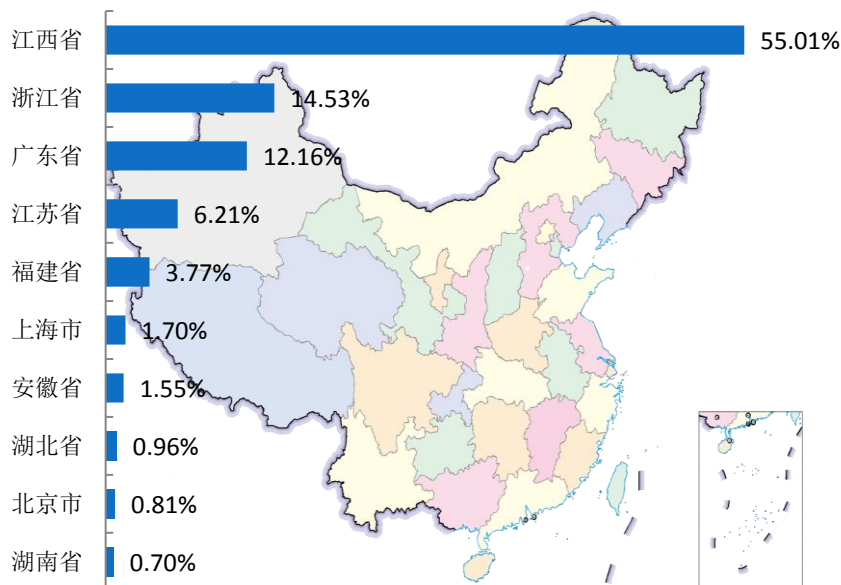 江西省 55.01%
浙江省 14.53%
广东省 12.16%
江苏省 6.21%
福建省 3.77%
上海市 1.70%
安徽省 1.55%
湖北省 0.96%
北京市 0.81%
湖南省 0.70%